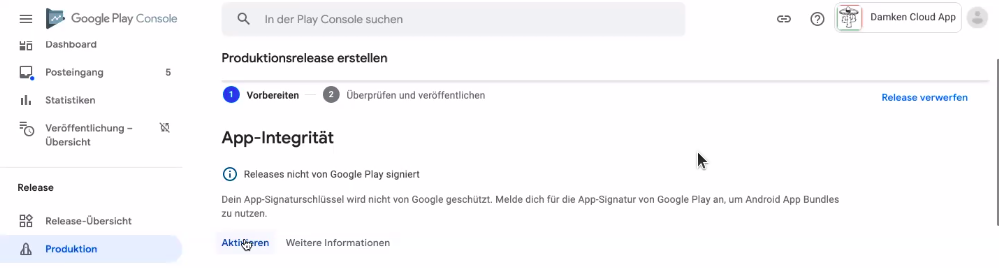 Google Play Console
In der Play Console suchen
Damken Cloud App
Dashboard
Posteingang 5
Statistiken
Veröffentlichung –
Übersicht
Release
Release-Übersicht
Produktion
Produktionsrelease erstellen
1 Vorbereiten 2 Überprüfen und veröffentlichen
Release verwerfen
App-Integrität
Releases nicht von Google Play signiert
Dein App-Signaturschlüssel wird nicht von Google geschützt. Melde dich für die App-Signatur von Google Play an, um Android App Bundles
zu nutzen.
Aktivieren Weitere Informationen